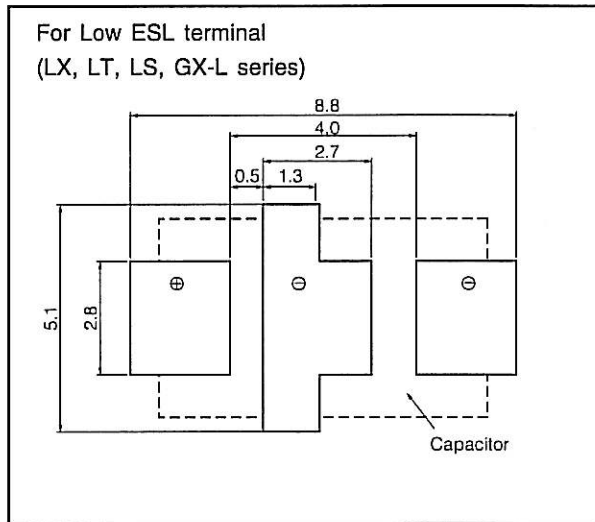 For Low ESL terminal
(LX, LT, LS, GX-L series)
8.8
4.0
2.7
0.5 1.3
5.1
2.8
⊕ ⊖ ⊖
Capacitor